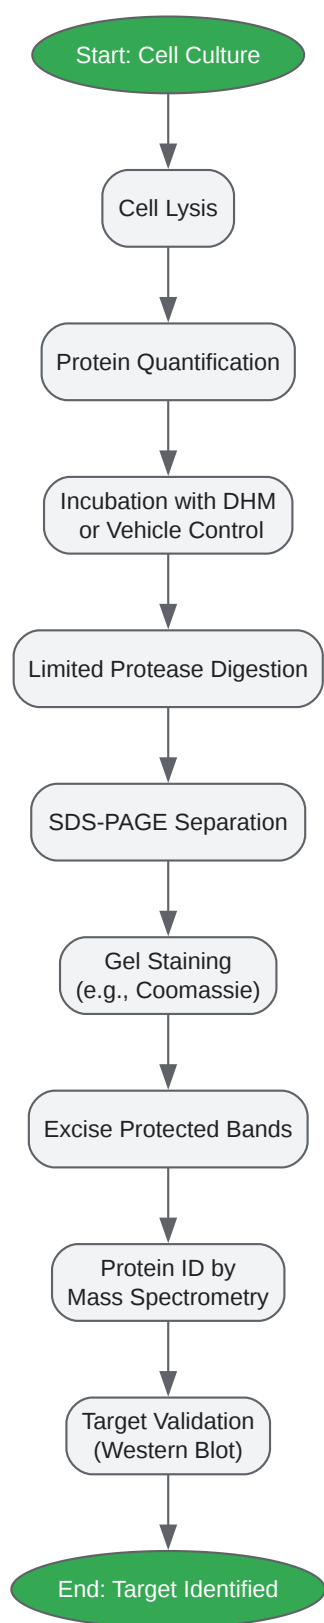 Start: Cell Culture
Cell Lysis
Protein Quantification
Incubation with DHM
or Vehicle Control
Limited Protease Digestion
SDS-PAGE Separation
Gel Staining
(e.g., Coomassie)
Excise Protected Bands
Protein ID by
Mass Spectrometry
Target Validation
(Western Blot)
End: Target Identified